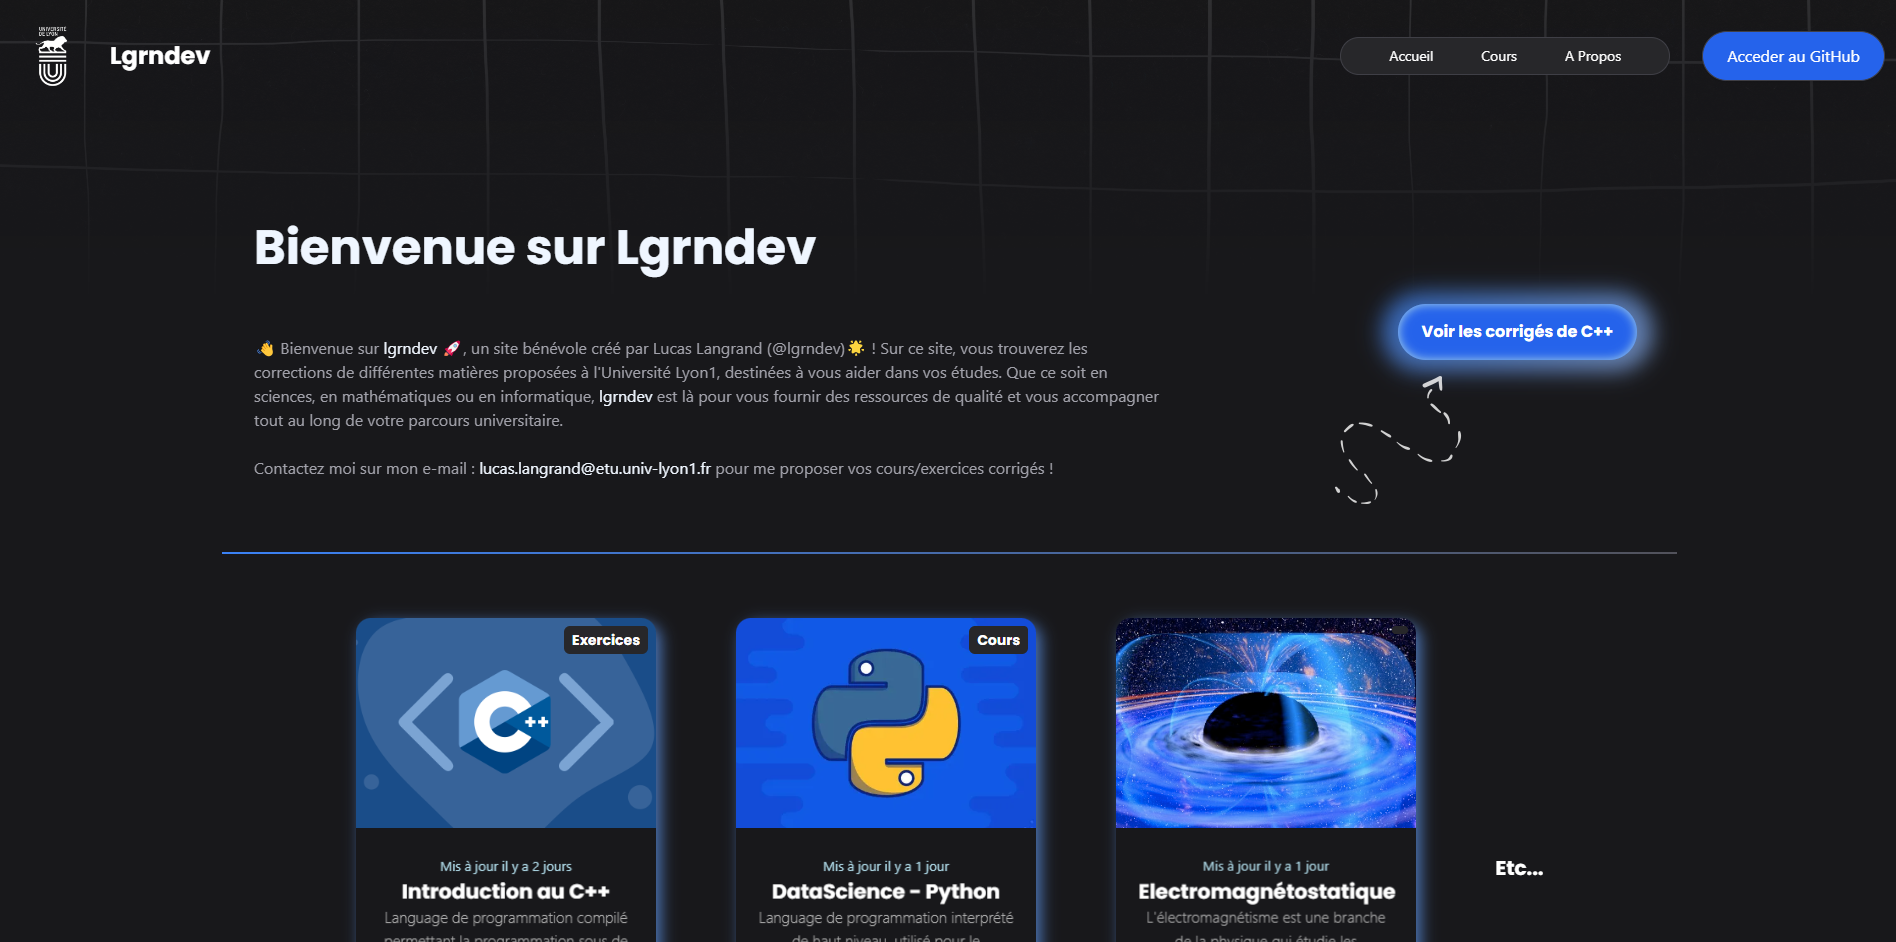 UNIVERSITE
DE LYON
Lgrndev
Accueil Cours A Propos
Acceder au GitHub
Bienvenue sur Lgrndev
👋 Bienvenue sur lgrndev 🚀, un site bénévole créé par Lucas Langrand (@lgrndev)🌟 ! Sur ce site, vous trouverez les
corrections de différentes matières proposées à l'Université Lyon1, destinées à vous aider dans vos études. Que ce soit en
sciences, en mathématiques ou en informatique, lgrndev est là pour vous fournir des ressources de qualité et vous accompagner
tout au long de votre parcours universitaire.
Contactez moi sur mon e-mail : lucas.langrand@etu.univ-lyon1.fr pour me proposer vos cours/exercices corrigés !
Voir les corrigés de C++
Exercices
C++
Mis à jour il y a 2 jours
Introduction au C++
Language de programmation compilé
permettant la programmation sous de
Cours
Mis à jour il y a 1 jour
DataScience - Python
Language de programmation interprété
de haut niveau, utilisé pour le
Mis à jour il y a 1 jour
Electromagnétostatique
L'électromagnétisme est une branche
de la physique qui étudie les
Etc...